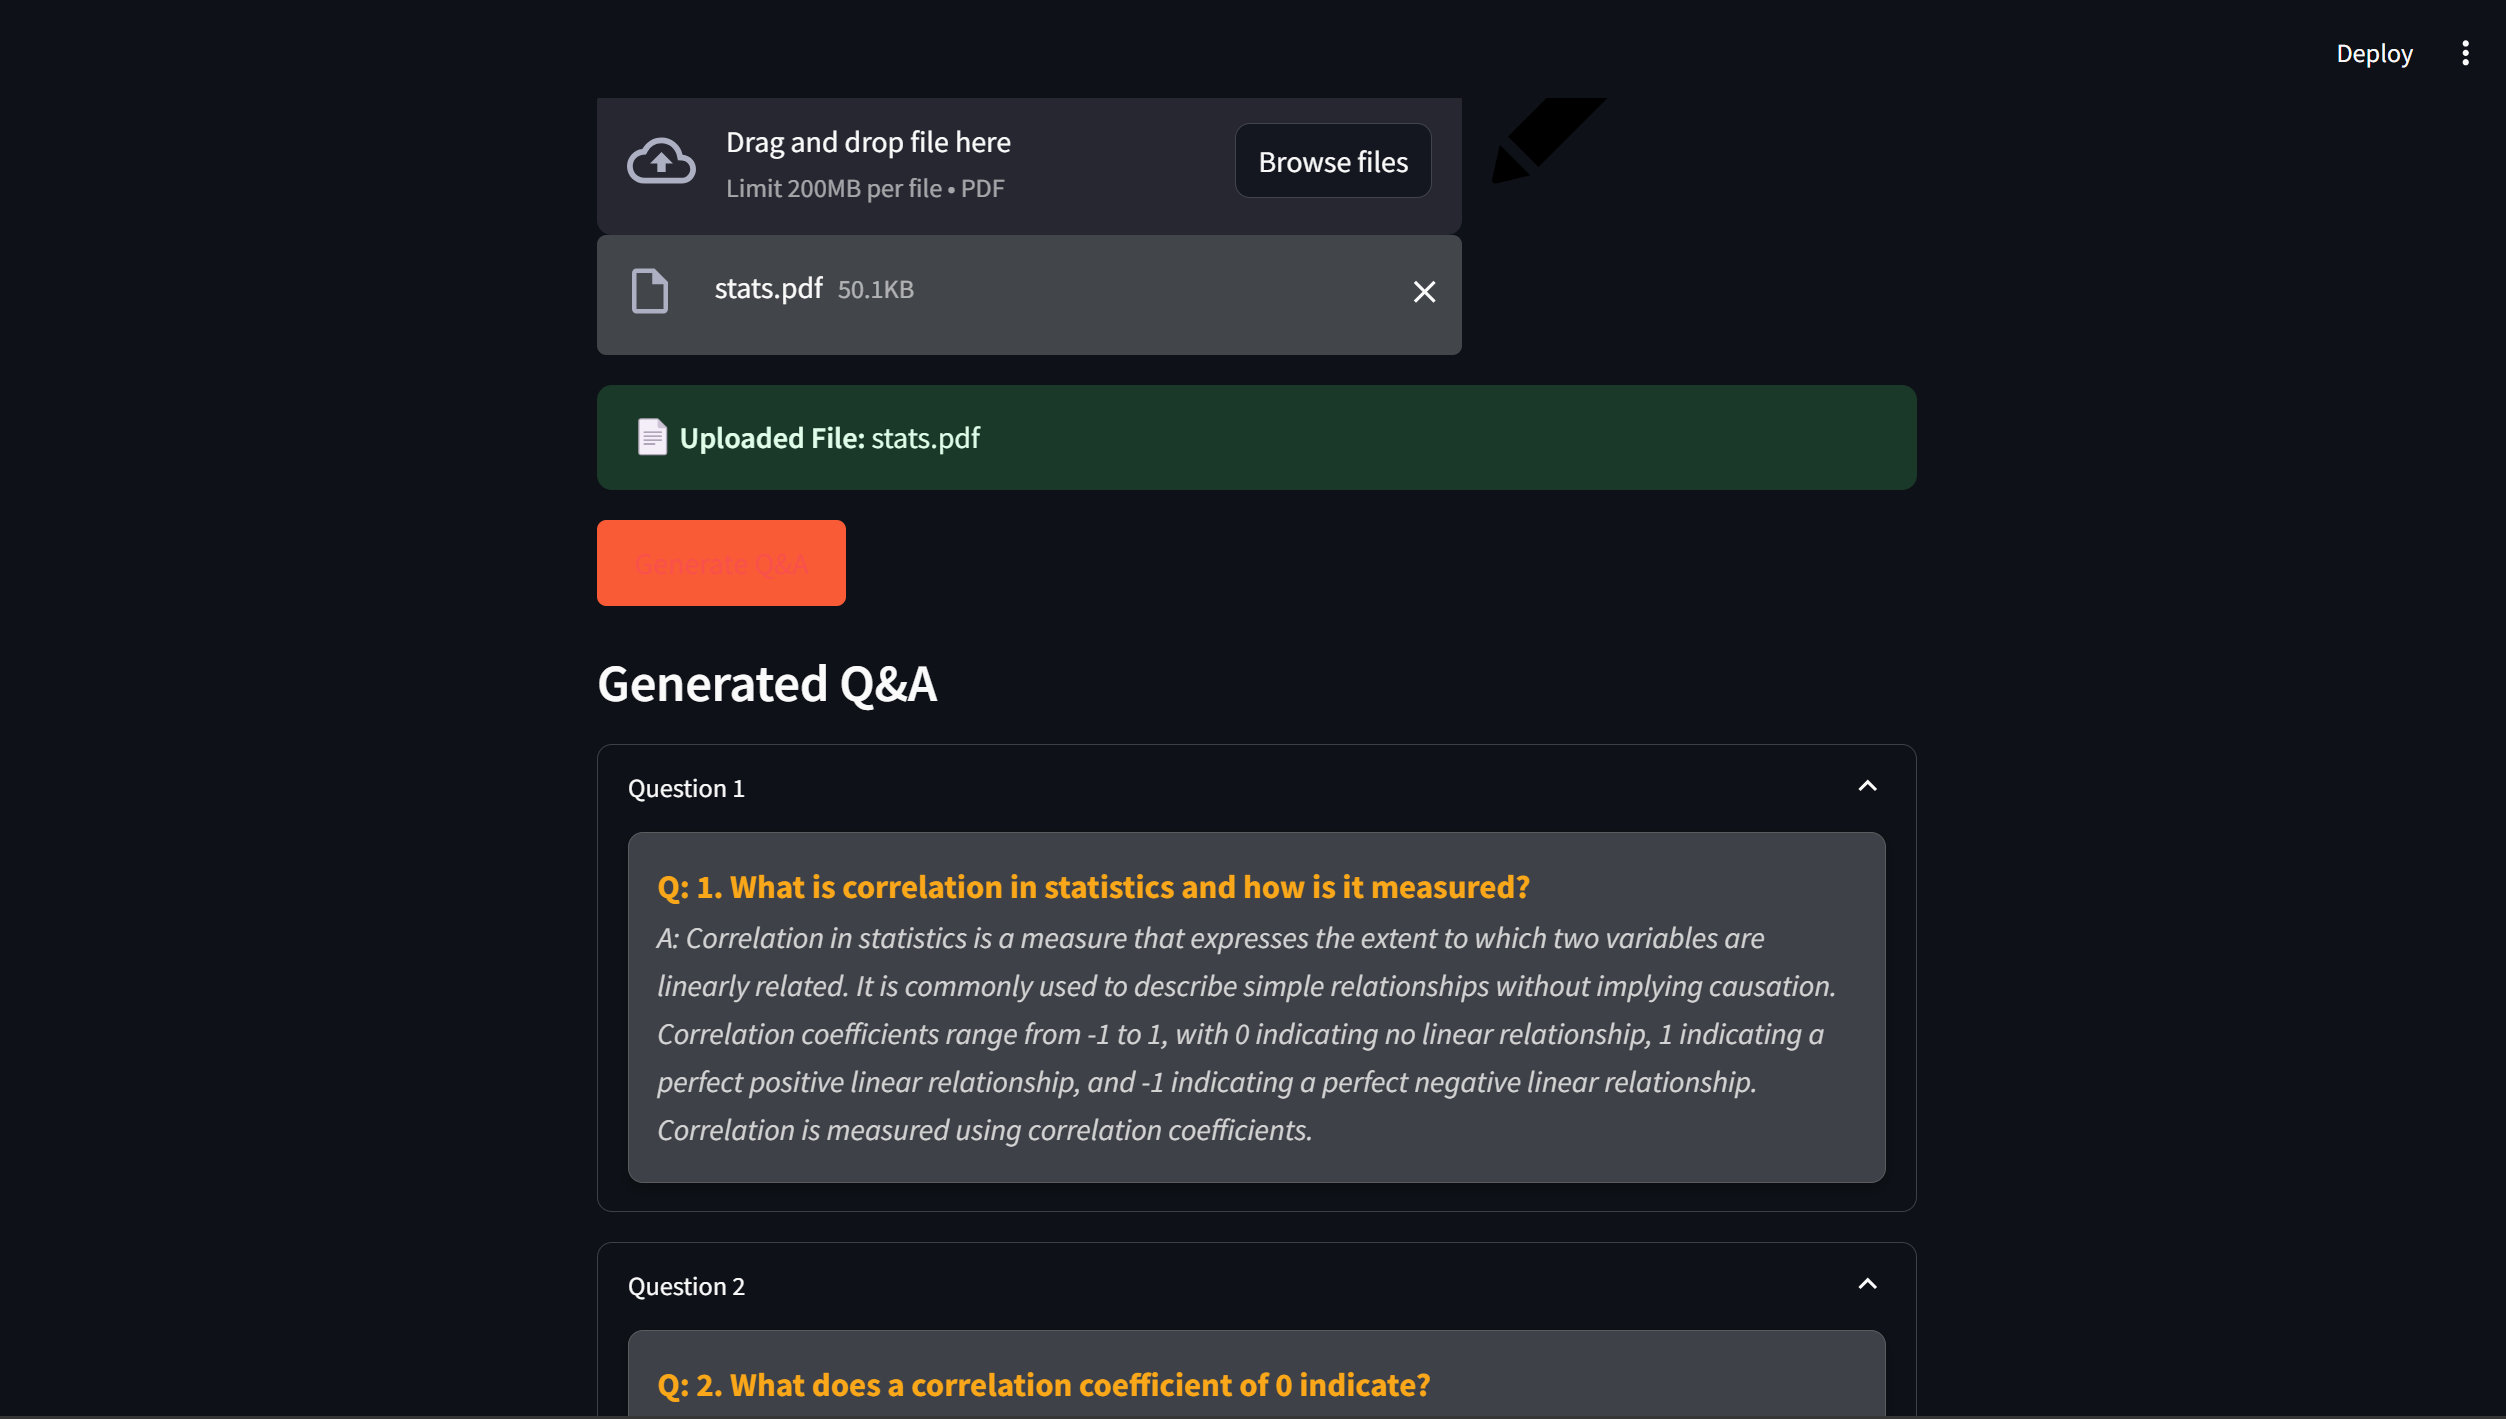 Deploy
Drag and drop file here
Limit 200MB per file • PDF
Browse files
stats.pdf 50.1KB
Uploaded File: stats.pdf
Generate Q&A
Generated Q&A
Question 1
Q: 1. What is correlation in statistics and how is it measured?
A: Correlation in statistics is a measure that expresses the extent to which two variables are
linearly related. It is commonly used to describe simple relationships without implying causation.
Correlation coefficients range from -1 to 1, with 0 indicating no linear relationship, 1 indicating a
perfect positive linear relationship, and -1 indicating a perfect negative linear relationship.
Correlation is measured using correlation coefficients.
Question 2
Q: 2. What does a correlation coefficient of 0 indicate?